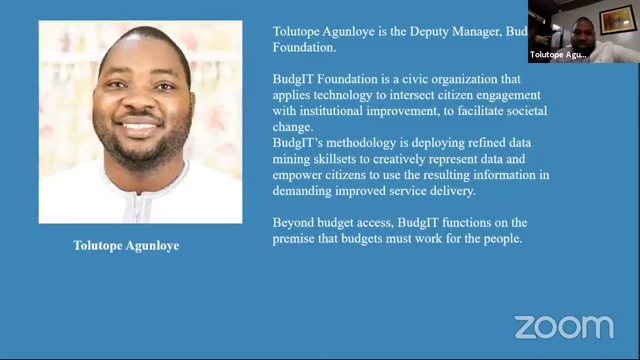 Tolutope Agunloye is the Deputy Manager,
Foundation.
BudgIT Foundation is a civic organization that
applies technology to intersect citizen engagement
with institutional improvement, to facilitate societal
change.
BudgIT's methodology is deploying refined data
mining skillsets to creatively represent data and
empower citizens to use the resulting information in
demanding improved service delivery.
Beyond budget access, BudgIT functions on the
premise that budgets must work for the people.
Tolutope Agunloye
Tolutope Agu...
zoom